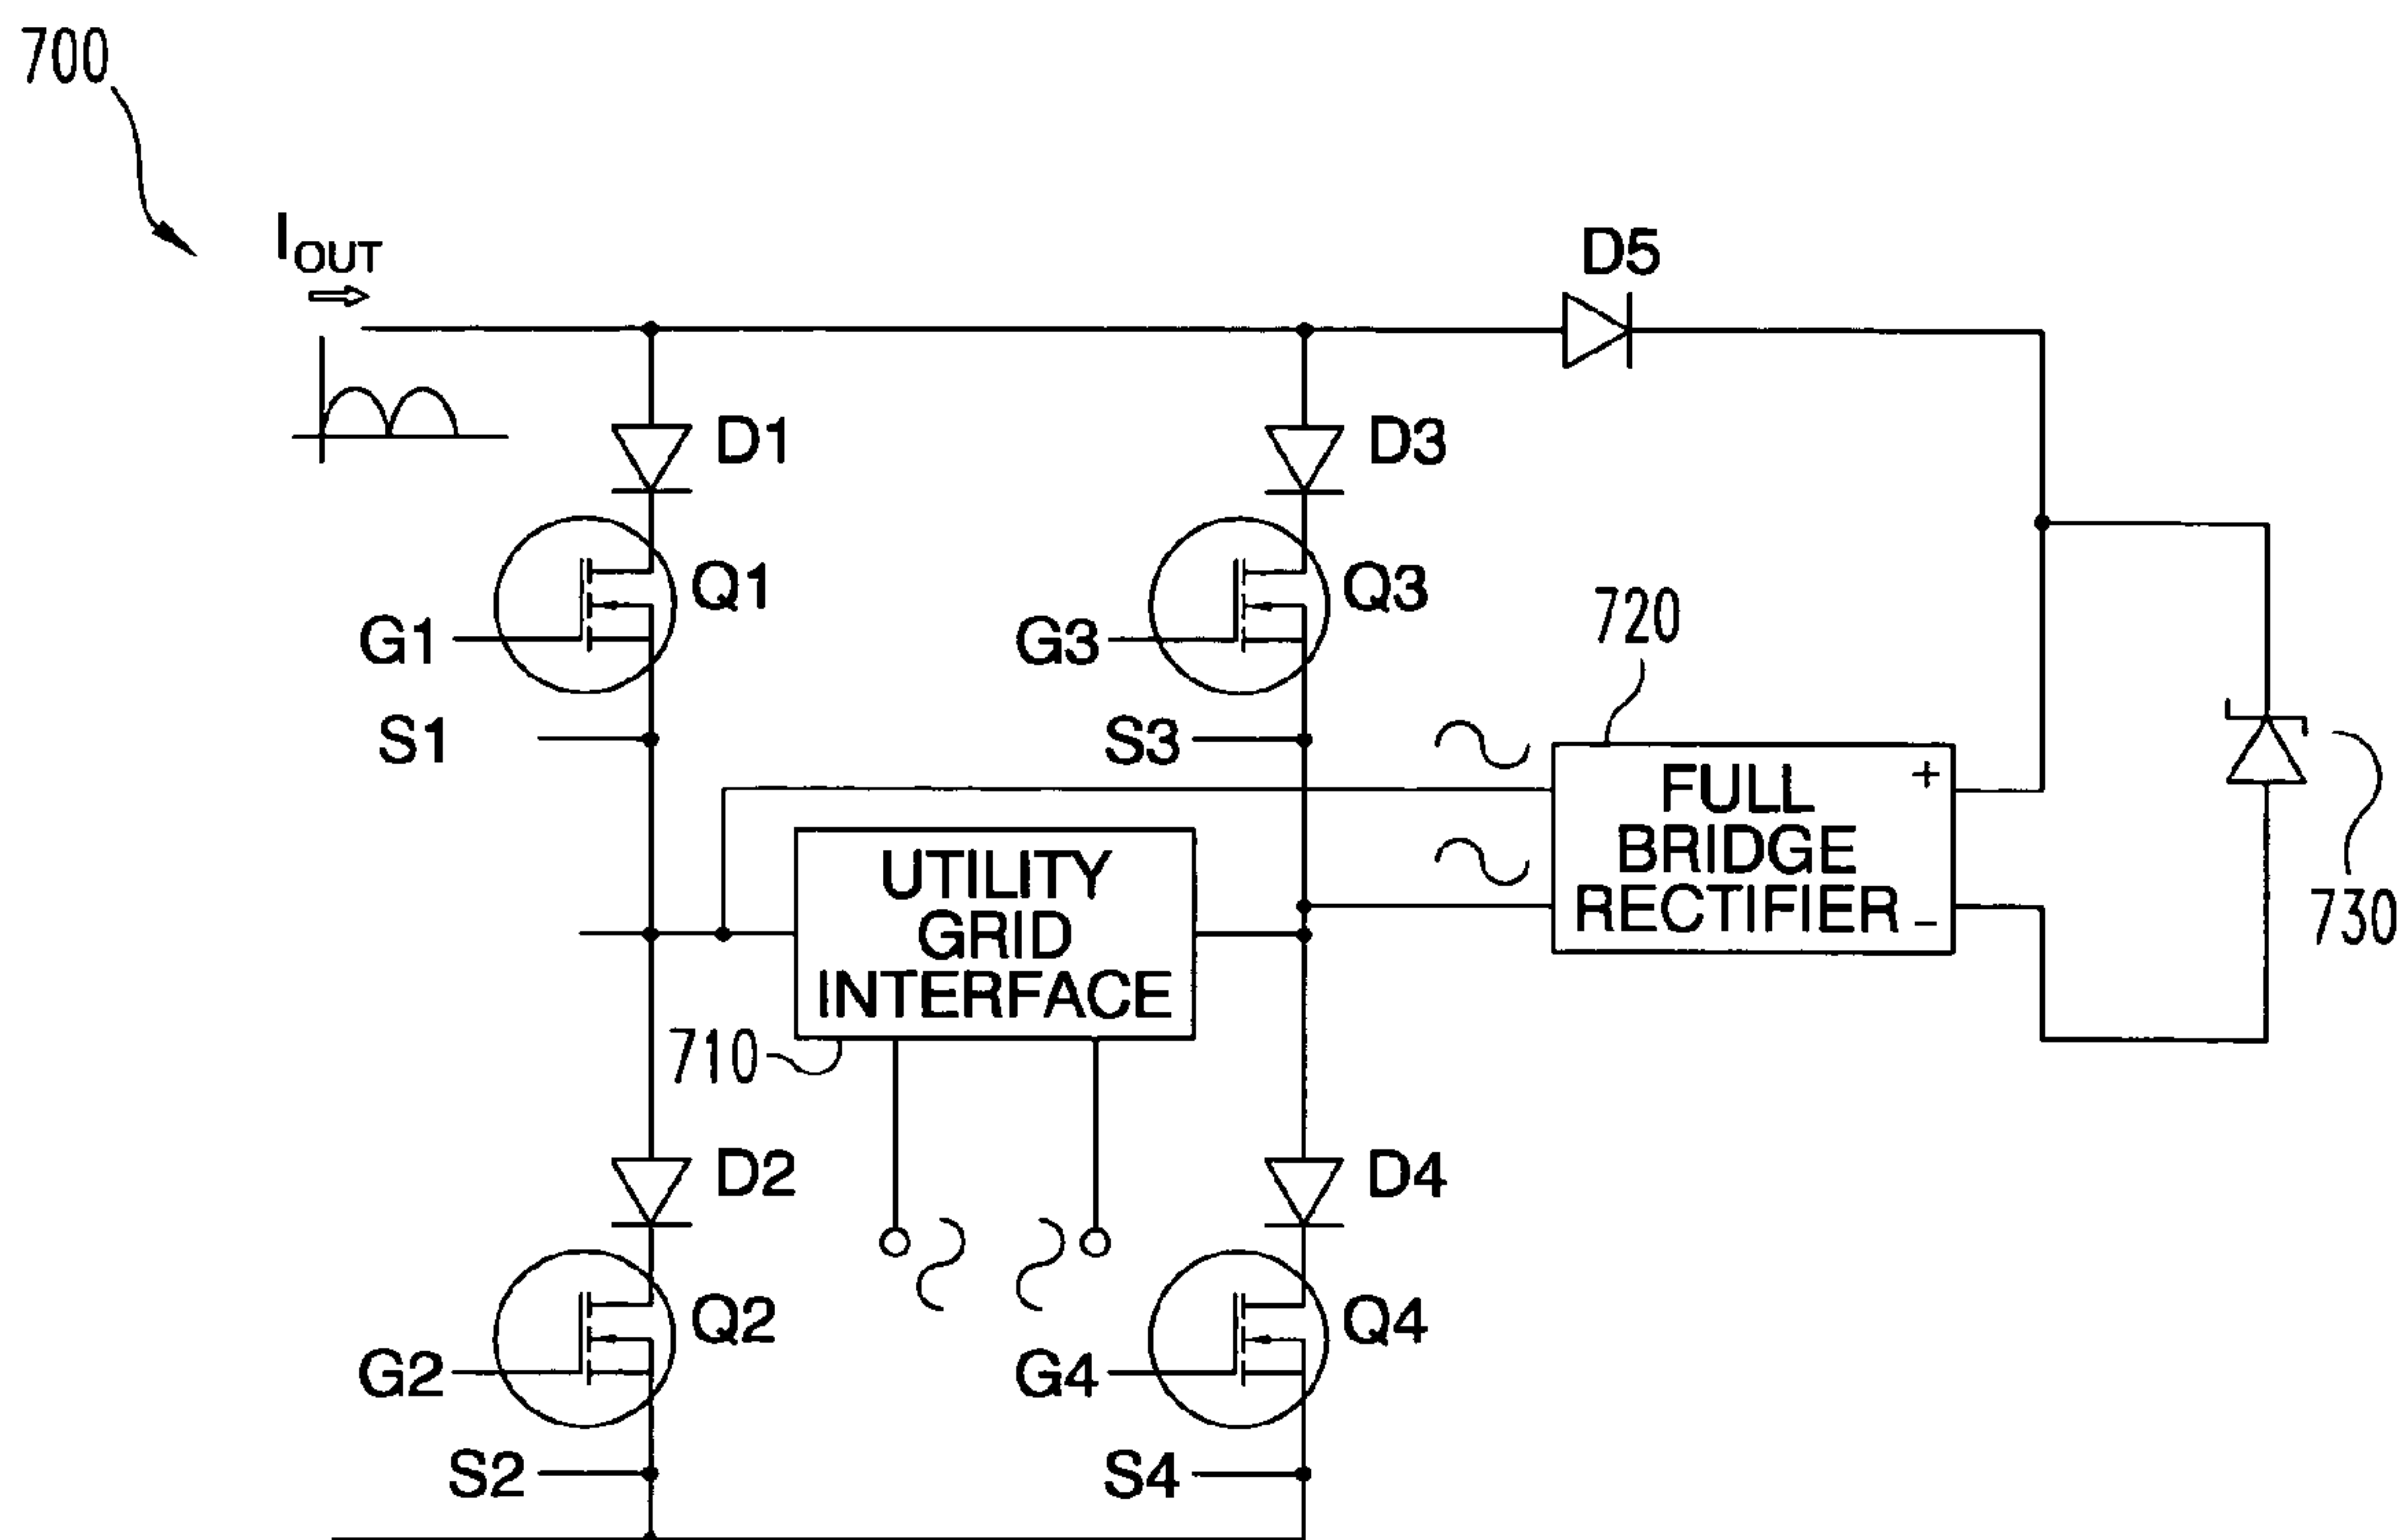 700
IOUT
D5
D1
D3
Q1
Q3
G1
G3
720
S1
S3
FULL
BRIDGE
RECTIFIER
+
−
UTILITY
GRID
INTERFACE
730
710
D2
D4
Q2
Q4
G2
G4
S2
S4